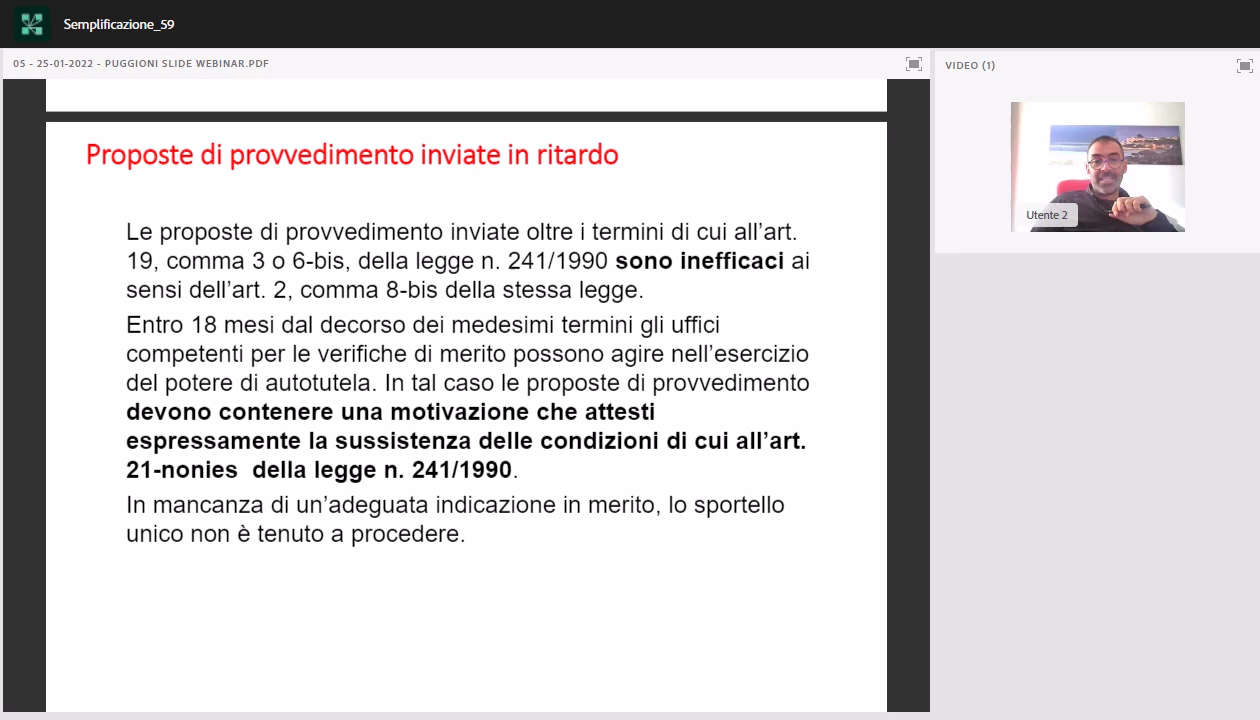 Semplificazione_59
05 - 25-01-2022 - PUGGIONI SLIDE WEBINAR.PDF
VIDEO (1)
Proposte di provvedimento inviate in ritardo
Le proposte di provvedimento inviate oltre i termini di cui all’art.
19, comma 3 o 6-bis, della legge n. 241/1990 sono inefficaci ai
sensi dell’art. 2, comma 8-bis della stessa legge.
Entro 18 mesi dal decorso dei medesimi termini gli uffici
competenti per le verifiche di merito possono agire nell’esercizio
del potere di autotutela. In tal caso le proposte di provvedimento
devono contenere una motivazione che attesti
espressamente la sussistenza delle condizioni di cui all’art.
21-nonies della legge n. 241/1990.
In mancanza di un’adeguata indicazione in merito, lo sportello
unico non è tenuto a procedere.
Utente 2